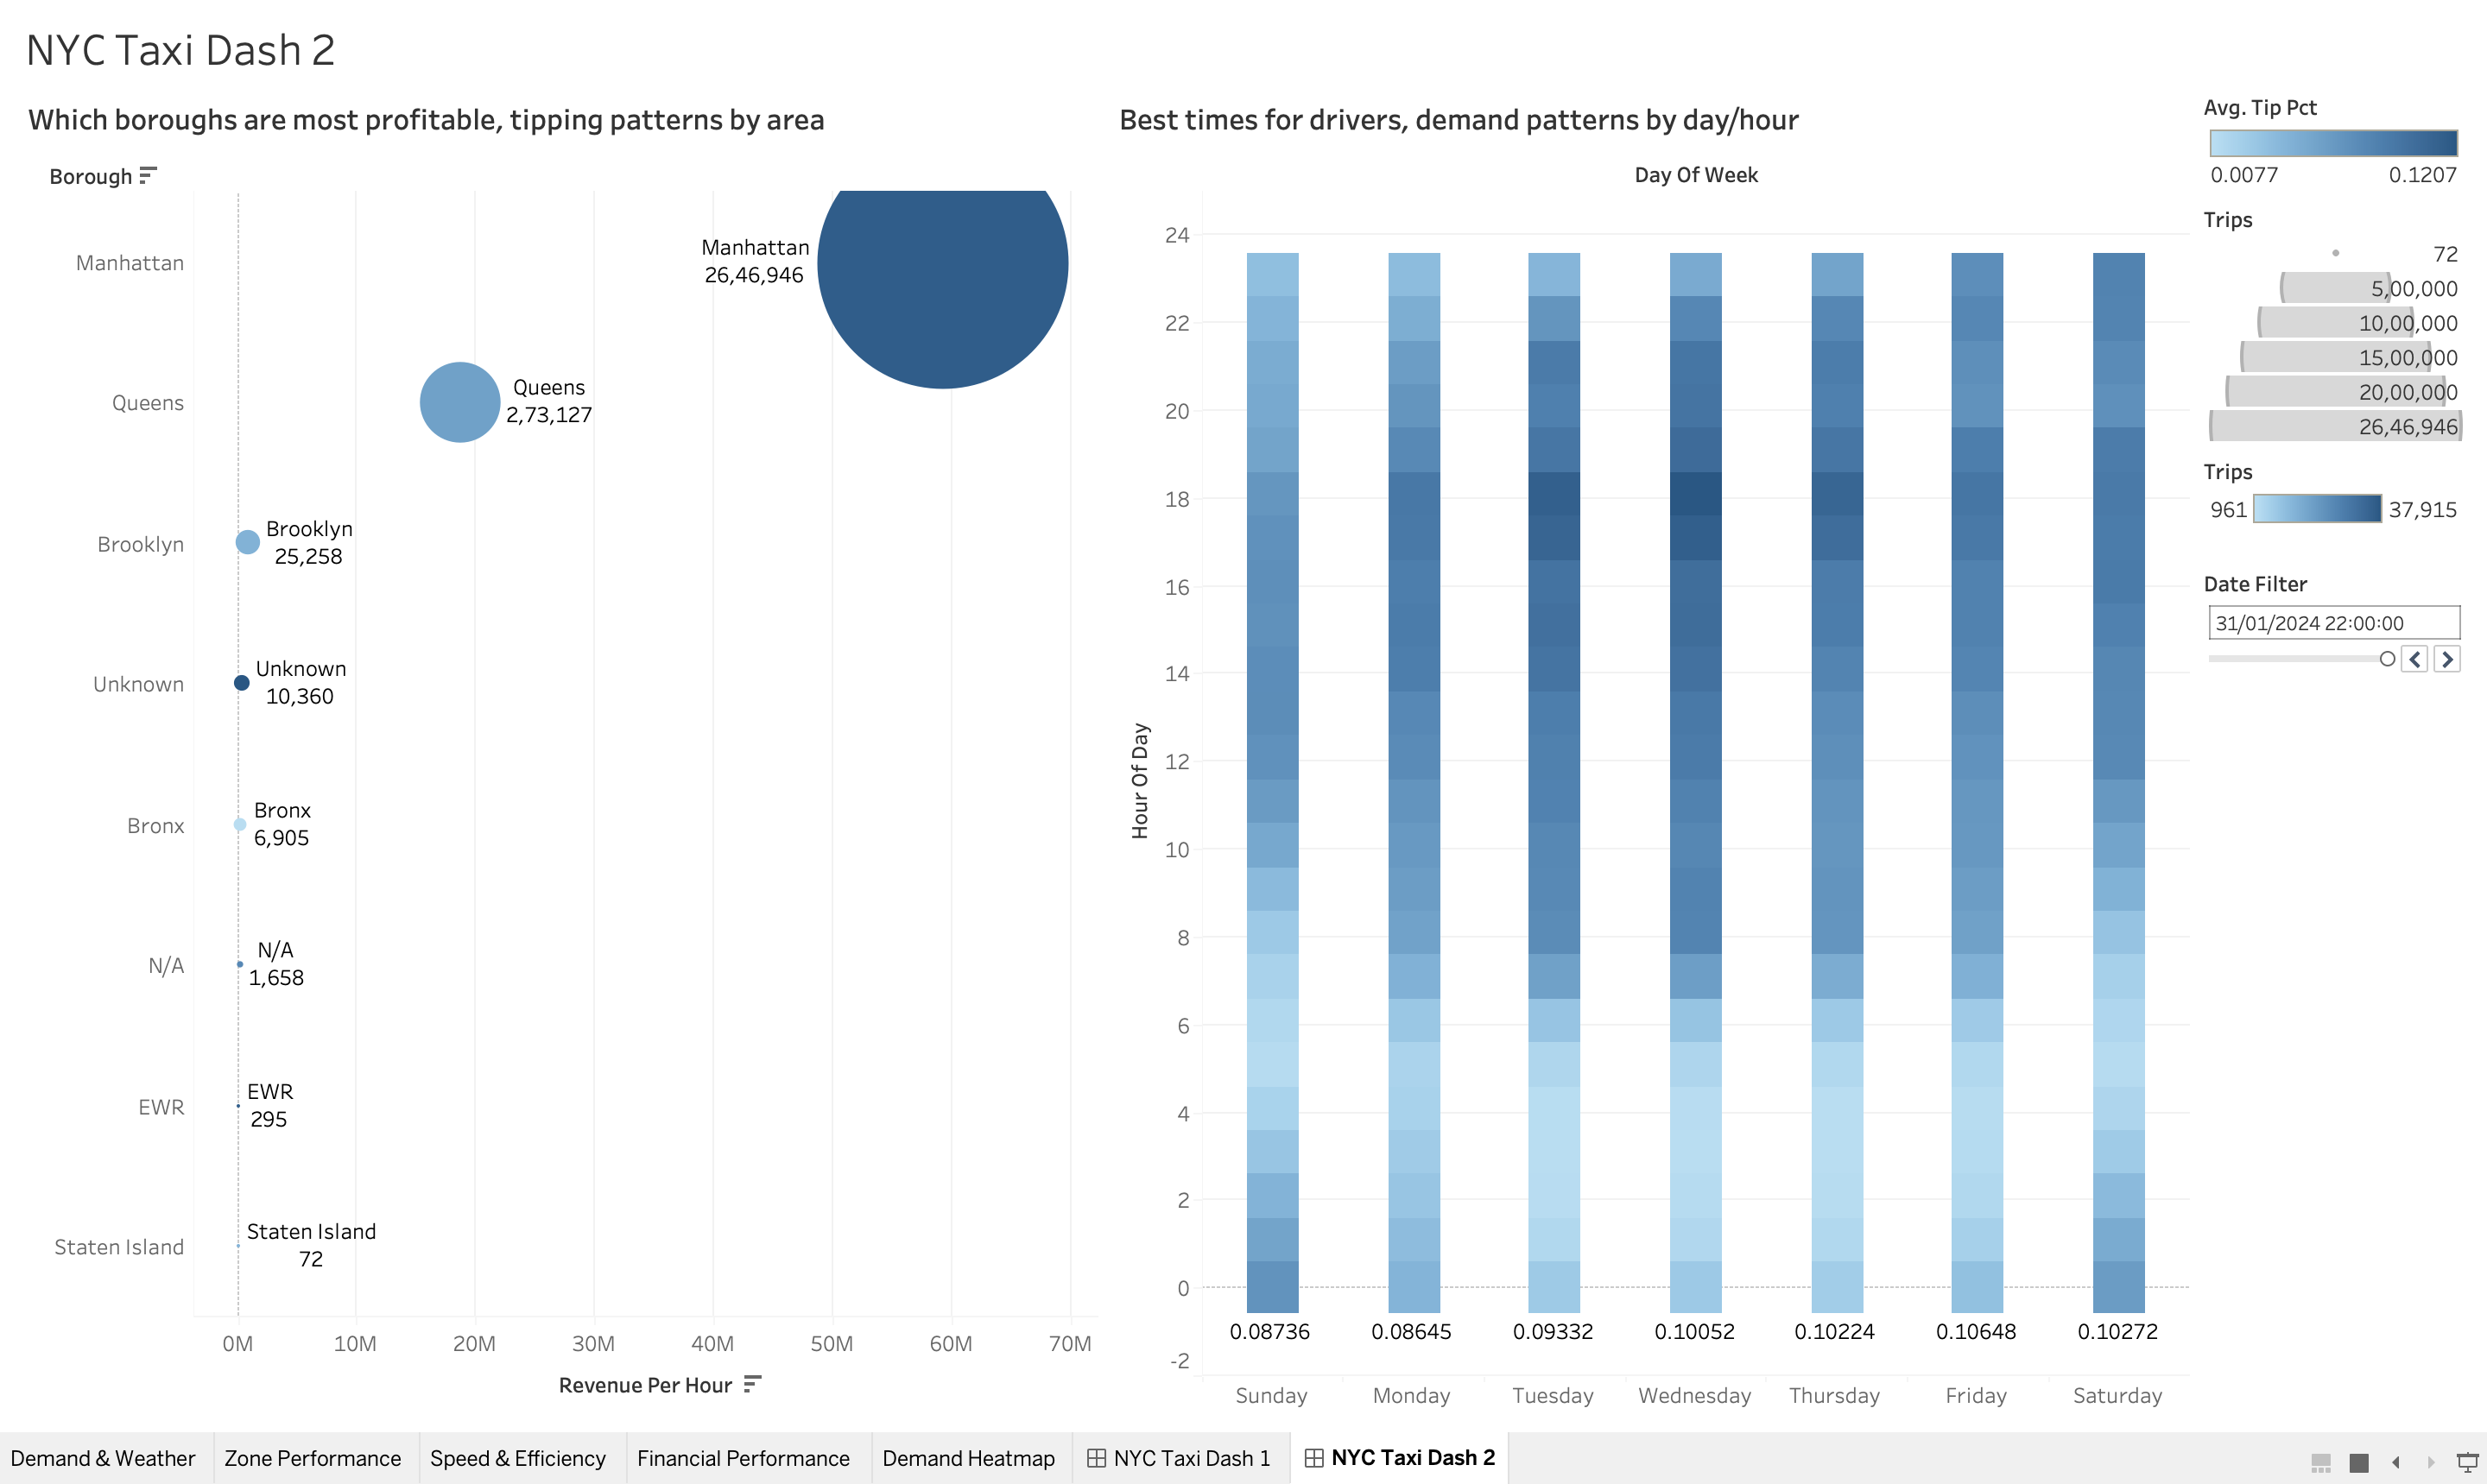 NYC Taxi Dash 2
Which boroughs are most profitable, tipping patterns by area
Borough
Manhattan
Queens
Brooklyn
Unknown
Bronx
N/A
EWR
Staten Island
Manhattan
26,46,946
Queens
2,73,127
Brooklyn
25,258
Unknown
10,360
Bronx
6,905
N/A
1,658
EWR
295
Staten Island
72
0M 10M 20M 30M 40M 50M 60M 70M
Revenue Per Hour
Best times for drivers, demand patterns by day/hour
Day Of Week
Hour Of Day
24
22
20
18
16
14
12
10
8
6
4
2
0
-2
0.08736 0.08645 0.09332 0.10052 0.10224 0.10648 0.10272
Sunday Monday Tuesday Wednesday Thursday Friday Saturday
Avg. Tip Pct
0.0077 0.1207
Trips
72
5,00,000
10,00,000
15,00,000
20,00,000
26,46,946
Trips
961 37,915
Date Filter
31/01/2024 22:00:00
Demand & Weather Zone Performance Speed & Efficiency Financial Performance Demand Heatmap NYC Taxi Dash 1 NYC Taxi Dash 2